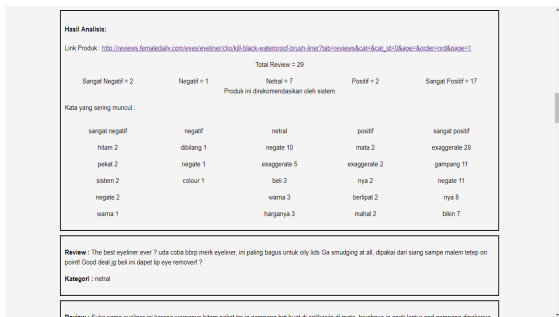 Hasil Analisis:
Link Produk : http://reviews.femaledaily.com/eyes/eyeliner/clio/kill-black-waterproof-brush-liner?tab=reviews&cat=&cat_id=0&age=&order=nrd&page=1
Total Review = 29
Sangat Negatif = 2 Negatif = 1 Netral = 7 Positif = 2 Sangat Positif = 17
Produk ini direkomendasikan oleh sistem
Kata yang sering muncul :
sangat negatif negatif netral positif sangat positif
hitam 2 dibilang 1 negate 10 mata 2 exaggerate 28
pekat 2 negate 1 exaggerate 5 exaggerate 2 gampang 11
sistem 2 colour 1 beli 3 nya 2 negate 11
negate 2 warna 3 berlipat 2 nya 8
warna 1 harganya 3 mahal 2 bikin 7
Review : The best eyeliner ever ? uda coba bbrp merk eyeliner, ini paling bagus untuk oily lids Ga smudging at all, dipakai dari siang sampe malem tetep on
point! Good deal jg beli ini dapet lip eye remover! ?
Kategori : netral